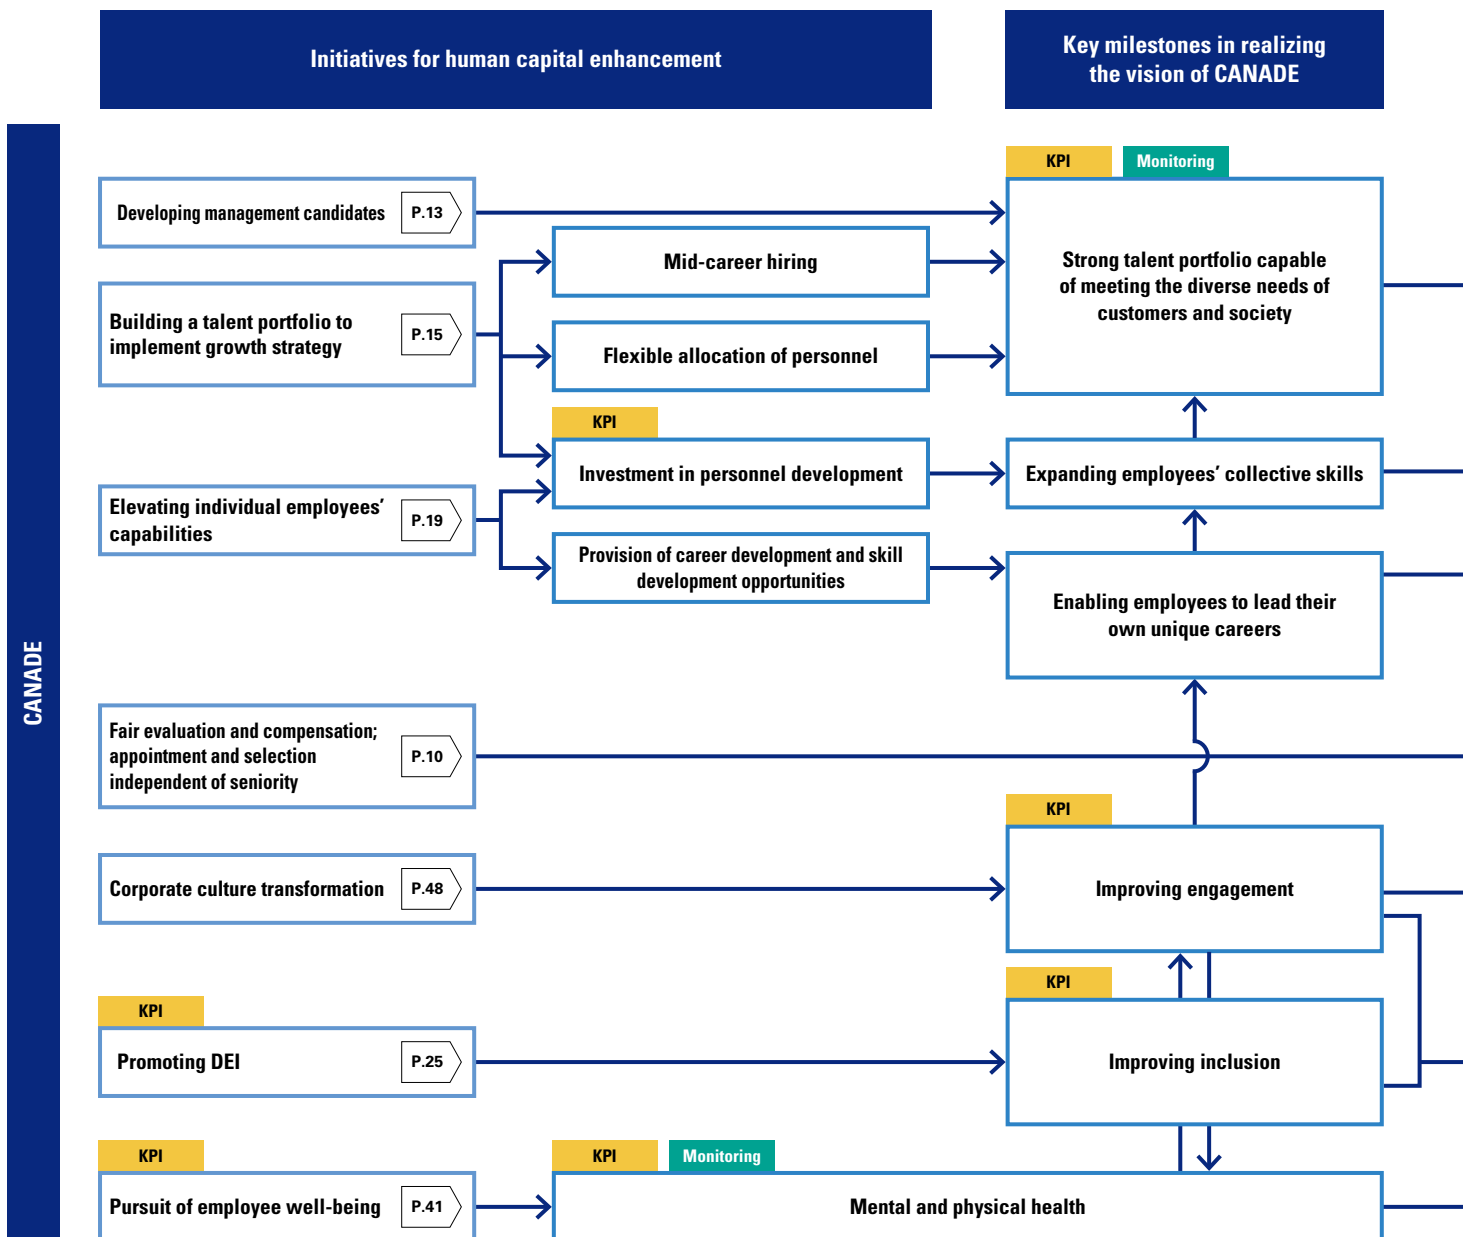 Initiatives for human capital enhancement
Key milestones in realizing
the vision of CANADE
CANADE
KPI
Monitoring
Developing management candidates
P.13
Strong talent portfolio capable
of meeting the diverse needs of
customers and society
Mid-career hiring
Building a talent portfolio to
implement growth strategy
P.15
Flexible allocation of personnel
KPI
Investment in personnel development
Expanding employees’ collective skills
Elevating individual employees’
capabilities
P.19
Provision of career development and skill
development opportunities
Enabling employees to lead their
own unique careers
Fair evaluation and compensation;
appointment and selection
independent of seniority
P.10
KPI
Corporate culture transformation
P.48
Improving engagement
KPI
KPI
Promoting DEI
P.25
Improving inclusion
KPI
KPI
Monitoring
Pursuit of employee well-being
P.41
Mental and physical health